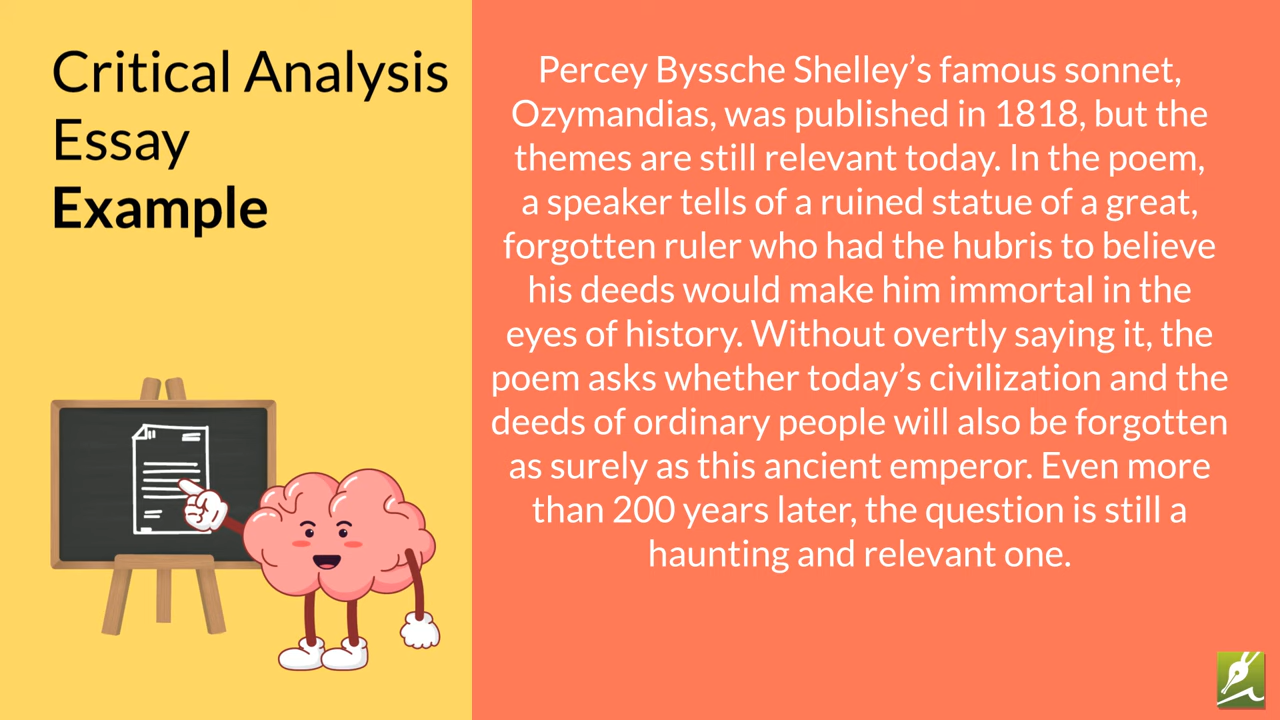 Critical Analysis
Essay
Example
Percey Byssche Shelley’s famous sonnet,
Ozymandias, was published in 1818, but the
themes are still relevant today. In the poem,
a speaker tells of a ruined statue of a great,
forgotten ruler who had the hubris to believe
his deeds would make him immortal in the
eyes of history. Without overtly saying it, the
poem asks whether today’s civilization and the
deeds of ordinary people will also be forgotten
as surely as this ancient emperor. Even more
than 200 years later, the question is still a
haunting and relevant one.